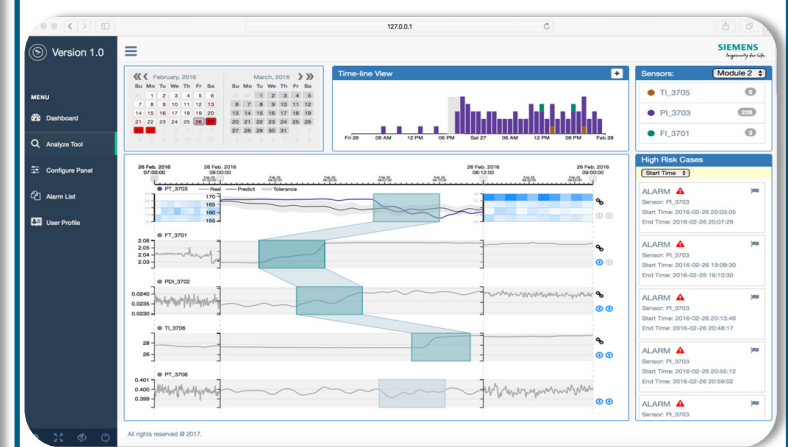 127.0.0.1
Version 1.0
SIEMENS
Ingenuity for life
MENU
Dashboard
Analyze Tool
Configure Panel
Alarm List
User Profile
February, 2016
Su Mo Tu We Th Fr Sa
1 2 3 4 5 6
7 8 9 10 11 12 13
14 15 16 17 18 19 20
21 22 23 24 25 26 27
March, 2016
Su Mo Tu We Th Fr Sa
1 2 3 4 5
6 7 8 9 10 11 12
13 14 15 16 17 18 19
20 21 22 23 24 25 26
27 28 29 30 31
Time-line View
+
Fri 26 06 AM 12 PM 06 PM Sat 27 06 AM 12 PM 06 PM Feb 28
Sensors: Module 2
TI_3705 5
PI_3703 226
FI_3701 3
26 Feb. 2016
07:00:00
26 Feb. 2016
08:00:00
26 Feb. 2016
08:12:00
26 Feb. 2016
09:00:00
PT_3703 Real Predict Tolerance
170
165
160
155
FT_3701
2.05
2.04
2.03
PDI_3702
0.0240
0.0235
0.0230
TI_3706
28
26
PT_3706
0.401
0.400
0.399
High Risk Cases
Start Time
ALARM
Sensor: PI_3703
Start Time: 2016-02-26 20:03:05
End Time: 2016-02-26 20:07:29
ALARM
Sensor: PI_3703
Start Time: 2016-02-26 19:09:30
End Time: 2016-02-26 19:10:30
ALARM
Sensor: PI_3703
Start Time: 2016-02-26 20:13:46
End Time: 2016-02-26 20:48:17
ALARM
Sensor: PI_3703
Start Time: 2016-02-26 20:55:12
End Time: 2016-02-26 20:59:02
ALARM
Sensor: PI_3703
All rights reserved @ 2017.